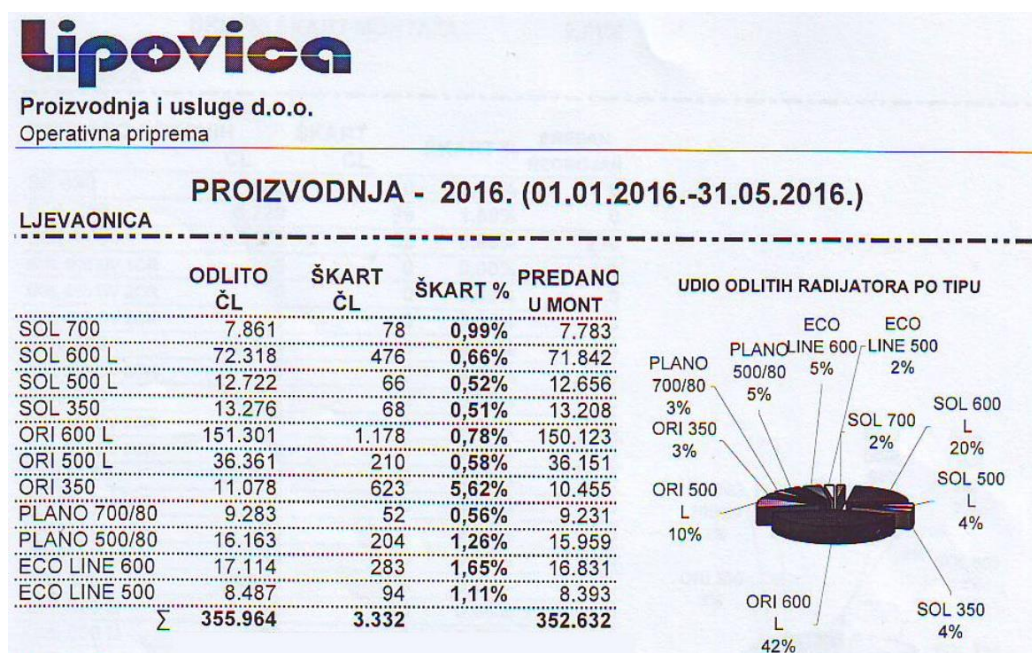 Lipovica
Proizvodnja i usluge d.o.o.
Operativna priprema
PROIZVODNJA - 2016. (01.01.2016.-31.05.2016.)
LJEVAONICA
ODLITO ČL ŠKART ČL ŠKART % PREDANO U MONT
SOL 700 7.861 78 0,99% 7.783
SOL 600 L 72.318 476 0,66% 71.842
SOL 500 L 12.722 66 0,52% 12.656
SOL 350 13.276 68 0,51% 13.208
ORI 600 L 151.301 1.178 0,78% 150.123
ORI 500 L 36.361 210 0,58% 36.151
ORI 350 11.078 623 5,62% 10.455
PLANO 700/80 9.283 52 0,56% 9.231
PLANO 500/80 16.163 204 1,26% 15.959
ECO LINE 600 17.114 283 1,65% 16.831
ECO LINE 500 8.487 94 1,11% 8.393
Σ 355.964 3.332 352.632
UDIO ODLITIH RADIJATORA PO TIPU
ECO LINE 600 5%
ECO LINE 500 2%
PLANO 500/80 5%
PLANO 700/80 3%
SOL 700 2%
SOL 600 L 20%
ORI 350 3%
SOL 500 L 4%
ORI 500 L 10%
ORI 600 L 42%
SOL 350 4%